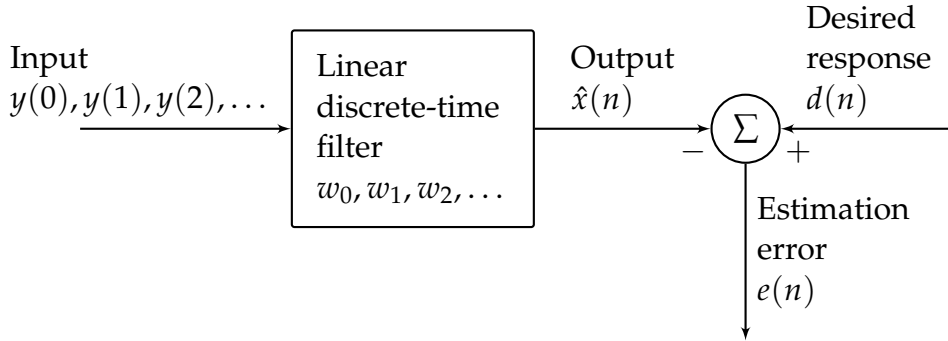 Input
y(0), y(1), y(2), ...
Linear
discrete-time
filter
w₀, w₁, w₂, ...
Output
x̂(n)
Σ
−
+
Desired
response
d(n)
Estimation
error
e(n)